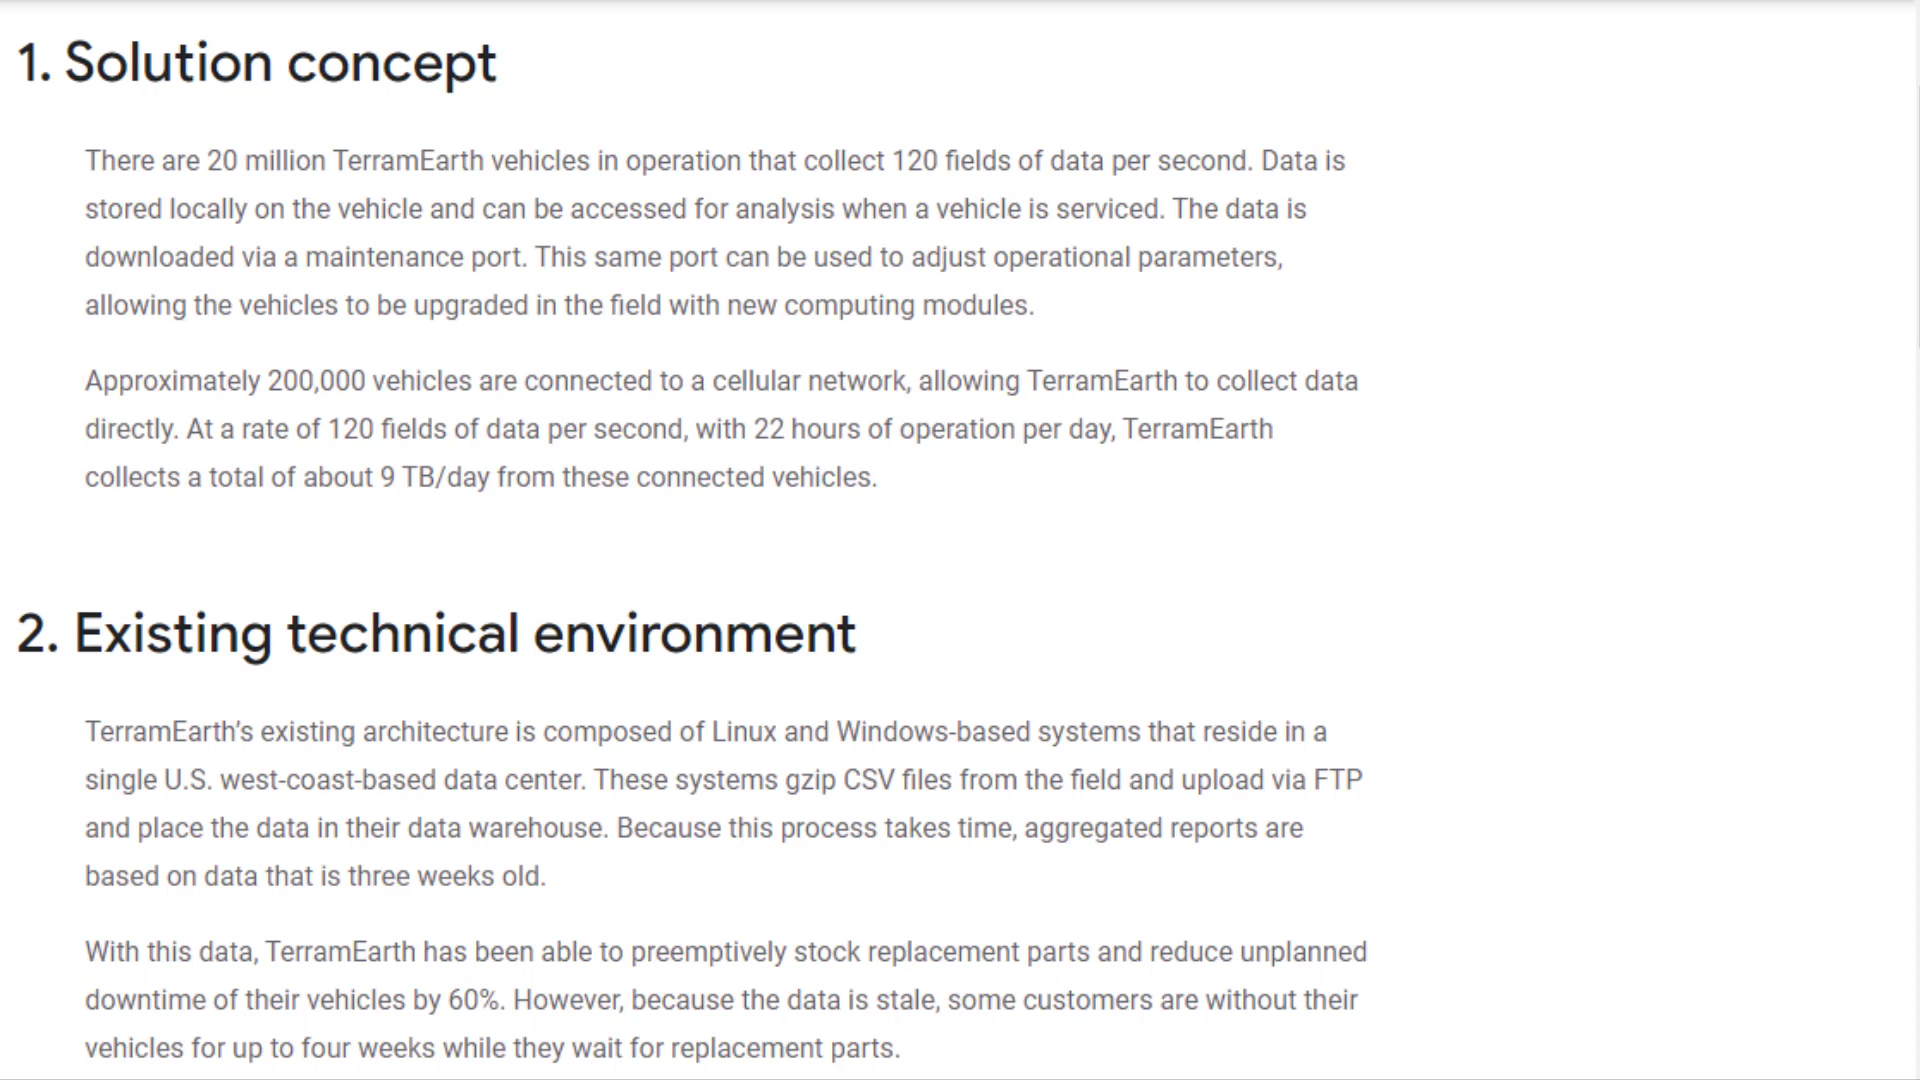 1. Solution concept
There are 20 million TerramEarth vehicles in operation that collect 120 fields of data per second. Data is
stored locally on the vehicle and can be accessed for analysis when a vehicle is serviced. The data is
downloaded via a maintenance port. This same port can be used to adjust operational parameters,
allowing the vehicles to be upgraded in the field with new computing modules.
Approximately 200,000 vehicles are connected to a cellular network, allowing TerramEarth to collect data
directly. At a rate of 120 fields of data per second, with 22 hours of operation per day, TerramEarth
collects a total of about 9 TB/day from these connected vehicles.
2. Existing technical environment
TerramEarth’s existing architecture is composed of Linux and Windows-based systems that reside in a
single U.S. west-coast-based data center. These systems gzip CSV files from the field and upload via FTP
and place the data in their data warehouse. Because this process takes time, aggregated reports are
based on data that is three weeks old.
With this data, TerramEarth has been able to preemptively stock replacement parts and reduce unplanned
downtime of their vehicles by 60%. However, because the data is stale, some customers are without their
vehicles for up to four weeks while they wait for replacement parts.